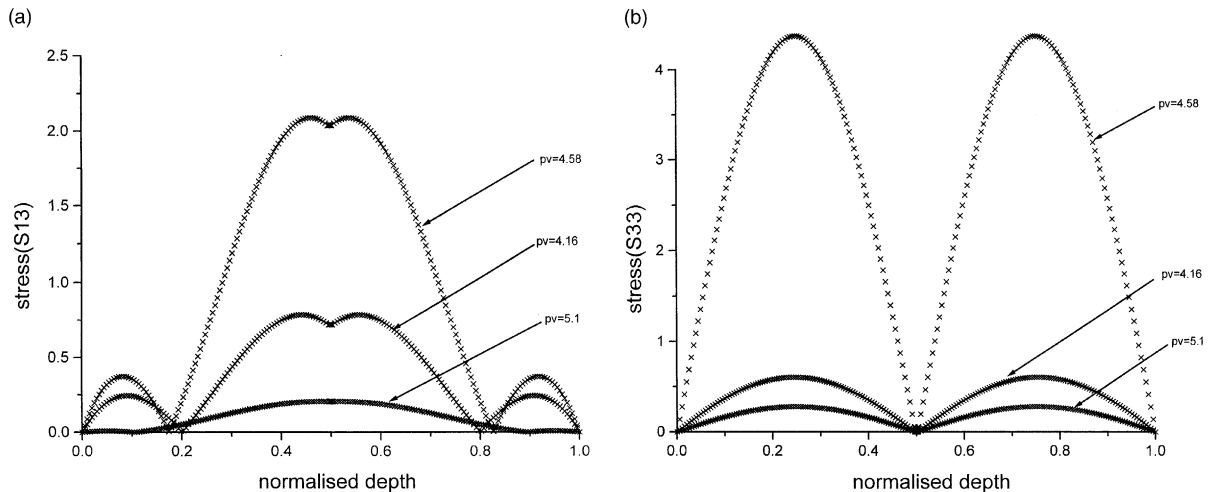 (a)
2.5
2.0
1.5
1.0
0.5
0.0
stress(S13)
pv=4.58
pv=4.16
pv=5.1
0.0 0.2 0.4 0.6 0.8 1.0
normalised depth
(b)
4
3
2
1
0
stress(S33)
pv=4.58
pv=4.16
pv=5.1
0.0 0.2 0.4 0.6 0.8 1.0
normalised depth